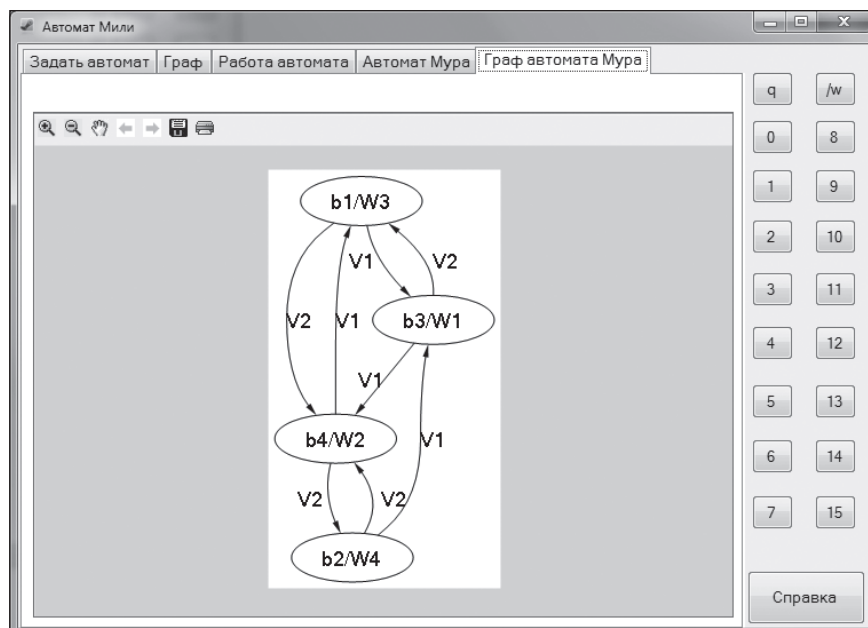 Автомат Мили
Задать автомат Граф Работа автомата Автомат Мура Граф автомата Мура
q /w
0 8
1 9
2 10
3 11
4 12
5 13
6 14
7 15
Справка
b1/W3
V1 V2
V2 V1 b3/W1
V1
b4/W2 V1
V2 V2
b2/W4